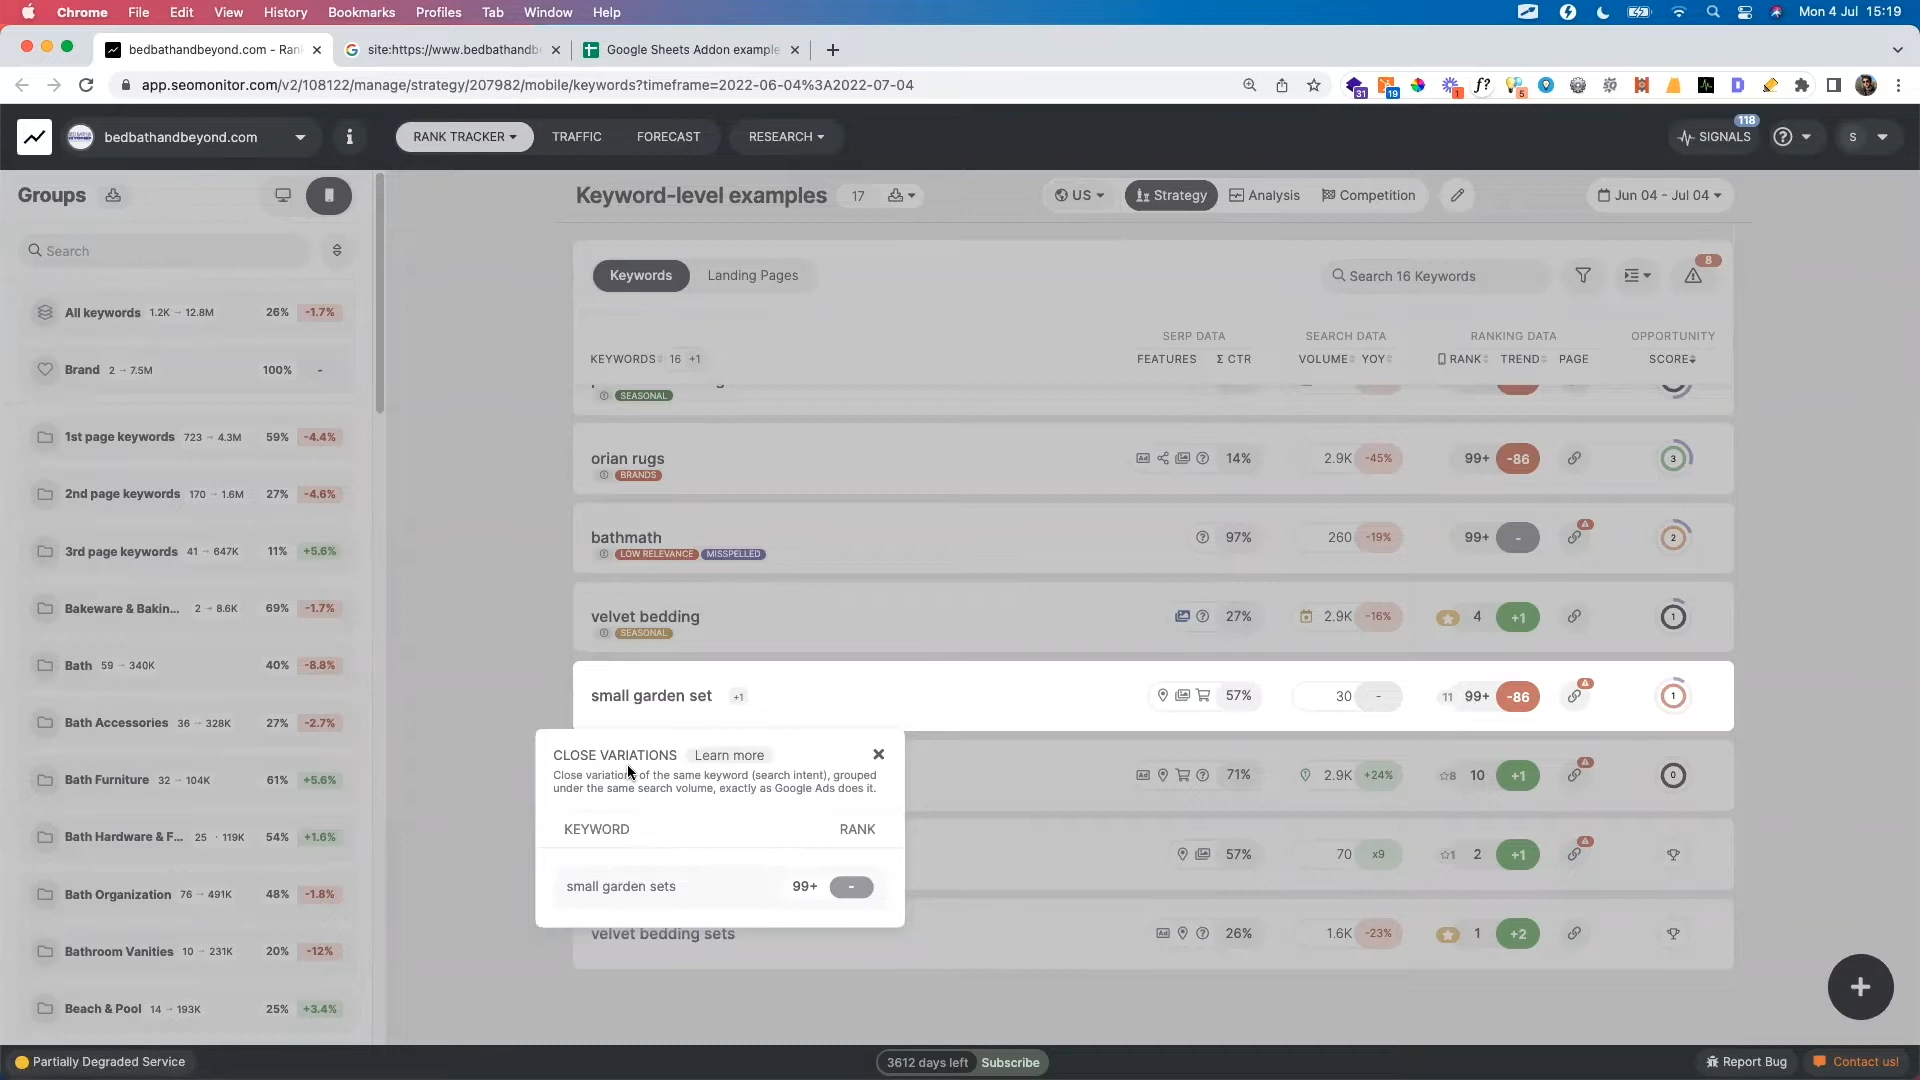 Chrome File Edit View History Bookmarks Profiles Tab Window Help Mon 4 Jul 15:19
bedbathandbeyond.com - Ran site:https://www.bedbathandb Google Sheets Addon example
app.seomonitor.com/v2/108122/manage/strategy/207982/mobile/keywords?timeframe=2022-06-04%3A2022-07-04 31 19 1 f? 5 D
bedbathandbeyond.com RANK TRACKER TRAFFIC FORECAST RESEARCH 118 SIGNALS S
Groups
Keyword-level examples 17 US Strategy Analysis Competition Jun 04 - Jul 04
Search
Keywords Landing Pages Search 16 Keywords 8
All keywords 1.2K - 12.8M 26% -1.7%
Brand 2 - 7.5M 100% -
1st page keywords 723 - 4.3M 59% -4.4%
2nd page keywords 170 - 1.6M 27% -4.6%
3rd page keywords 41 - 647K 11% +5.6%
Bakeware & Bakin... 2 - 8.6K 69% -1.7%
Bath 59 - 340K 40% -8.8%
Bath Accessories 36 - 328K 27% -2.7%
Bath Furniture 32 - 104K 61% +5.6%
Bath Hardware & F... 25 - 119K 54% +1.6%
Bath Organization 76 - 491K 48% -1.8%
Bathroom Vanities 10 - 231K 20% -12%
Beach & Pool 14 - 193K 25% +3.4%
SERP DATA SEARCH DATA RANKING DATA OPPORTUNITY
KEYWORDS 16 +1 FEATURES Σ CTR VOLUME YOY RANK TREND PAGE SCORE
SEASONAL
orian rugs Ad 14% 2.9K -45% 99+ -86 3
BRANDS
bathmath 97% 260 -19% 99+ - 2
LOW RELEVANCE MISSPELLED
velvet bedding 27% 2.9K -16% 4 +1 1
SEASONAL
small garden set +1 57% 30 - 11 99+ -86 1
CLOSE VARIATIONS Learn more
Close variations of the same keyword (search intent), grouped
under the same search volume, exactly as Google Ads does it.
KEYWORD RANK
small garden sets 99+ -
Ad 71% 2.9K +24% 8 10 +1 0
57% 70 x9 1 2 +1
velvet bedding sets Ad 26% 1.6K -23% 1 +2
Partially Degraded Service 3612 days left Subscribe Report Bug Contact us!